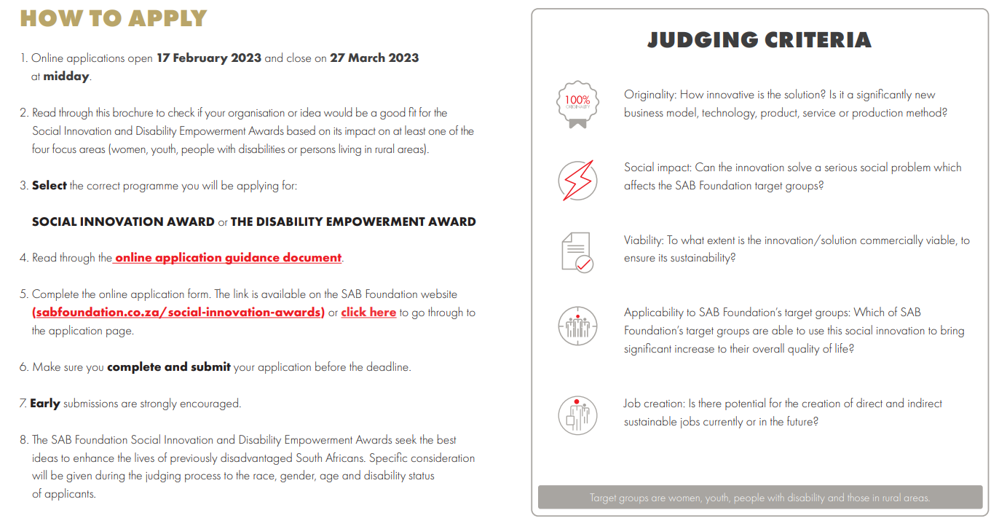 HOW TO APPLY
1. Online applications open 17 February 2023 and close on 27 March 2023
at midday.
2. Read through this brochure to check if your organisation or idea would be a good fit for the
Social Innovation and Disability Empowerment Awards based on its impact on at least one of the
four focus areas (women, youth, people with disabilities or persons living in rural areas).
3. Select the correct programme you will be applying for:
SOCIAL INNOVATION AWARD or THE DISABILITY EMPOWERMENT AWARD
4. Read through the online application guidance document.
5. Complete the online application form. The link is available on the SAB Foundation website
(sabfoundation.co.za/social-innovation-awards) or click here to go through to
the application page.
6. Make sure you complete and submit your application before the deadline.
7. Early submissions are strongly encouraged.
8. The SAB Foundation Social Innovation and Disability Empowerment Awards seek the best
ideas to enhance the lives of previously disadvantaged South Africans. Specific consideration
will be given during the judging process to the race, gender, age and disability status
of applicants.
JUDGING CRITERIA
100%
ORIGINALITY
Originality: How innovative is the solution? Is it a significantly new
business model, technology, product, service or production method?
Social impact: Can the innovation solve a serious social problem which
affects the SAB Foundation target groups?
Viability: To what extent is the innovation/solution commercially viable, to
ensure its sustainability?
Applicability to SAB Foundation's target groups: Which of SAB
Foundation's target groups are able to use this social innovation to bring
significant increase to their overall quality of life?
Job creation: Is there potential for the creation of direct and indirect
sustainable jobs currently or in the future?
Target groups are women, youth, people with disability and those in rural areas.